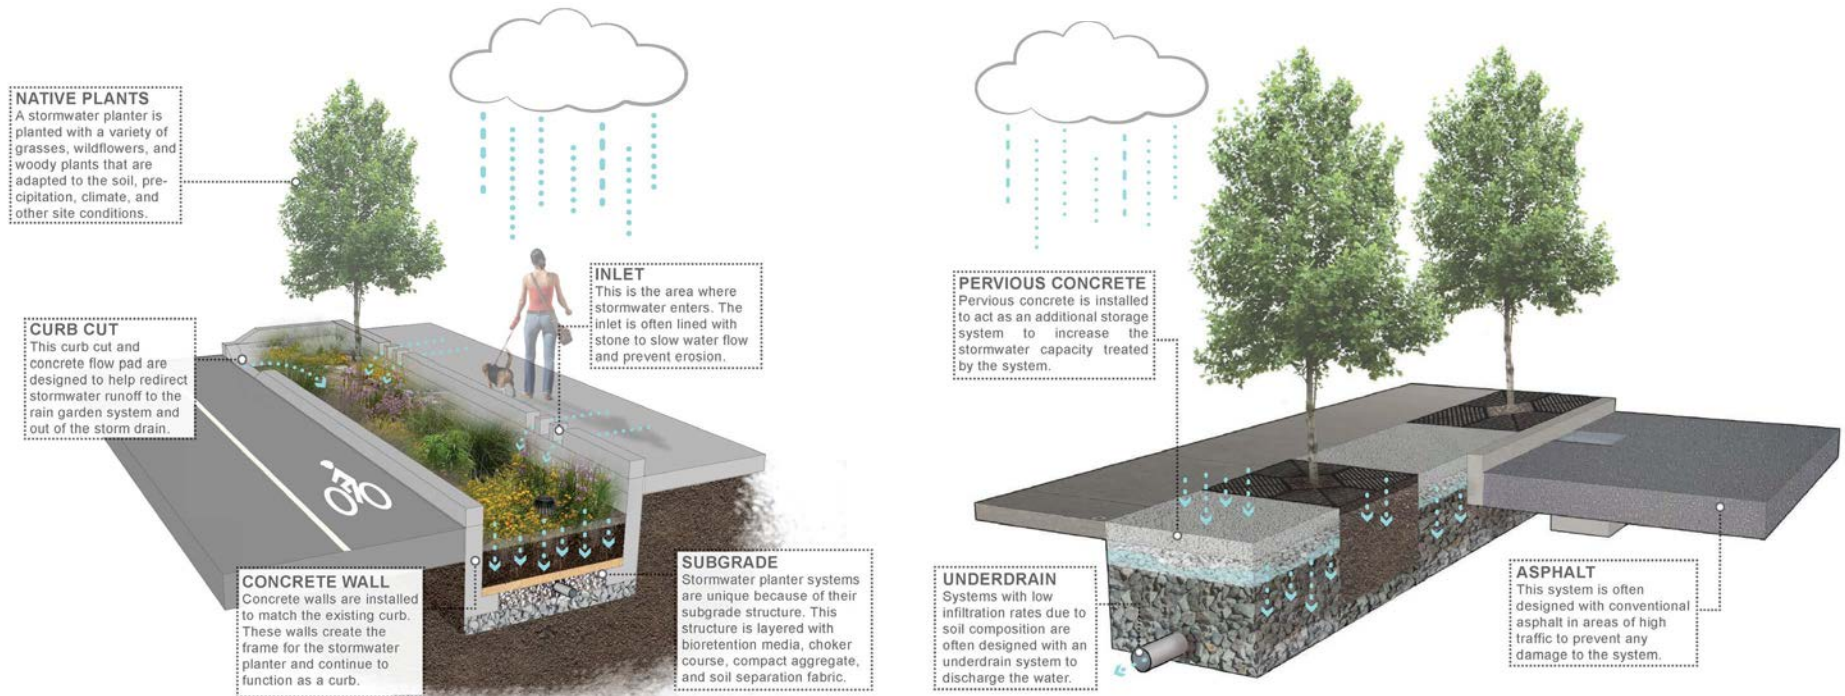 NATIVE PLANTS
A stormwater planter is
planted with a variety of
grasses, wildflowers, and
woody plants that are
adapted to the soil, pre-
cipitation, climate, and
other site conditions.
CURB CUT
This curb cut and
concrete flow pad are
designed to help redirect
stormwater runoff to the
rain garden system and
out of the storm drain.
INLET
This is the area where
stormwater enters. The
inlet is often lined with
stone to slow water flow
and prevent erosion.
CONCRETE WALL
Concrete walls are installed
to match the existing curb.
These walls create the
frame for the stormwater
planter and continue to
function as a curb.
SUBGRADE
Stormwater planter systems
are unique because of their
subgrade structure. This
structure is layered with
bioretention media, choker
course, compact aggregate,
and soil separation fabric.
PERVIOUS CONCRETE
Pervious concrete is installed
to act as an additional storage
system to increase the
stormwater capacity treated
by the system.
UNDERDRAIN
Systems with low
infiltration rates due to
soil composition are
often designed with an
underdrain system to
discharge the water.
ASPHALT
This system is often
designed with conventional
asphalt in areas of high
traffic to prevent any
damage to the system.